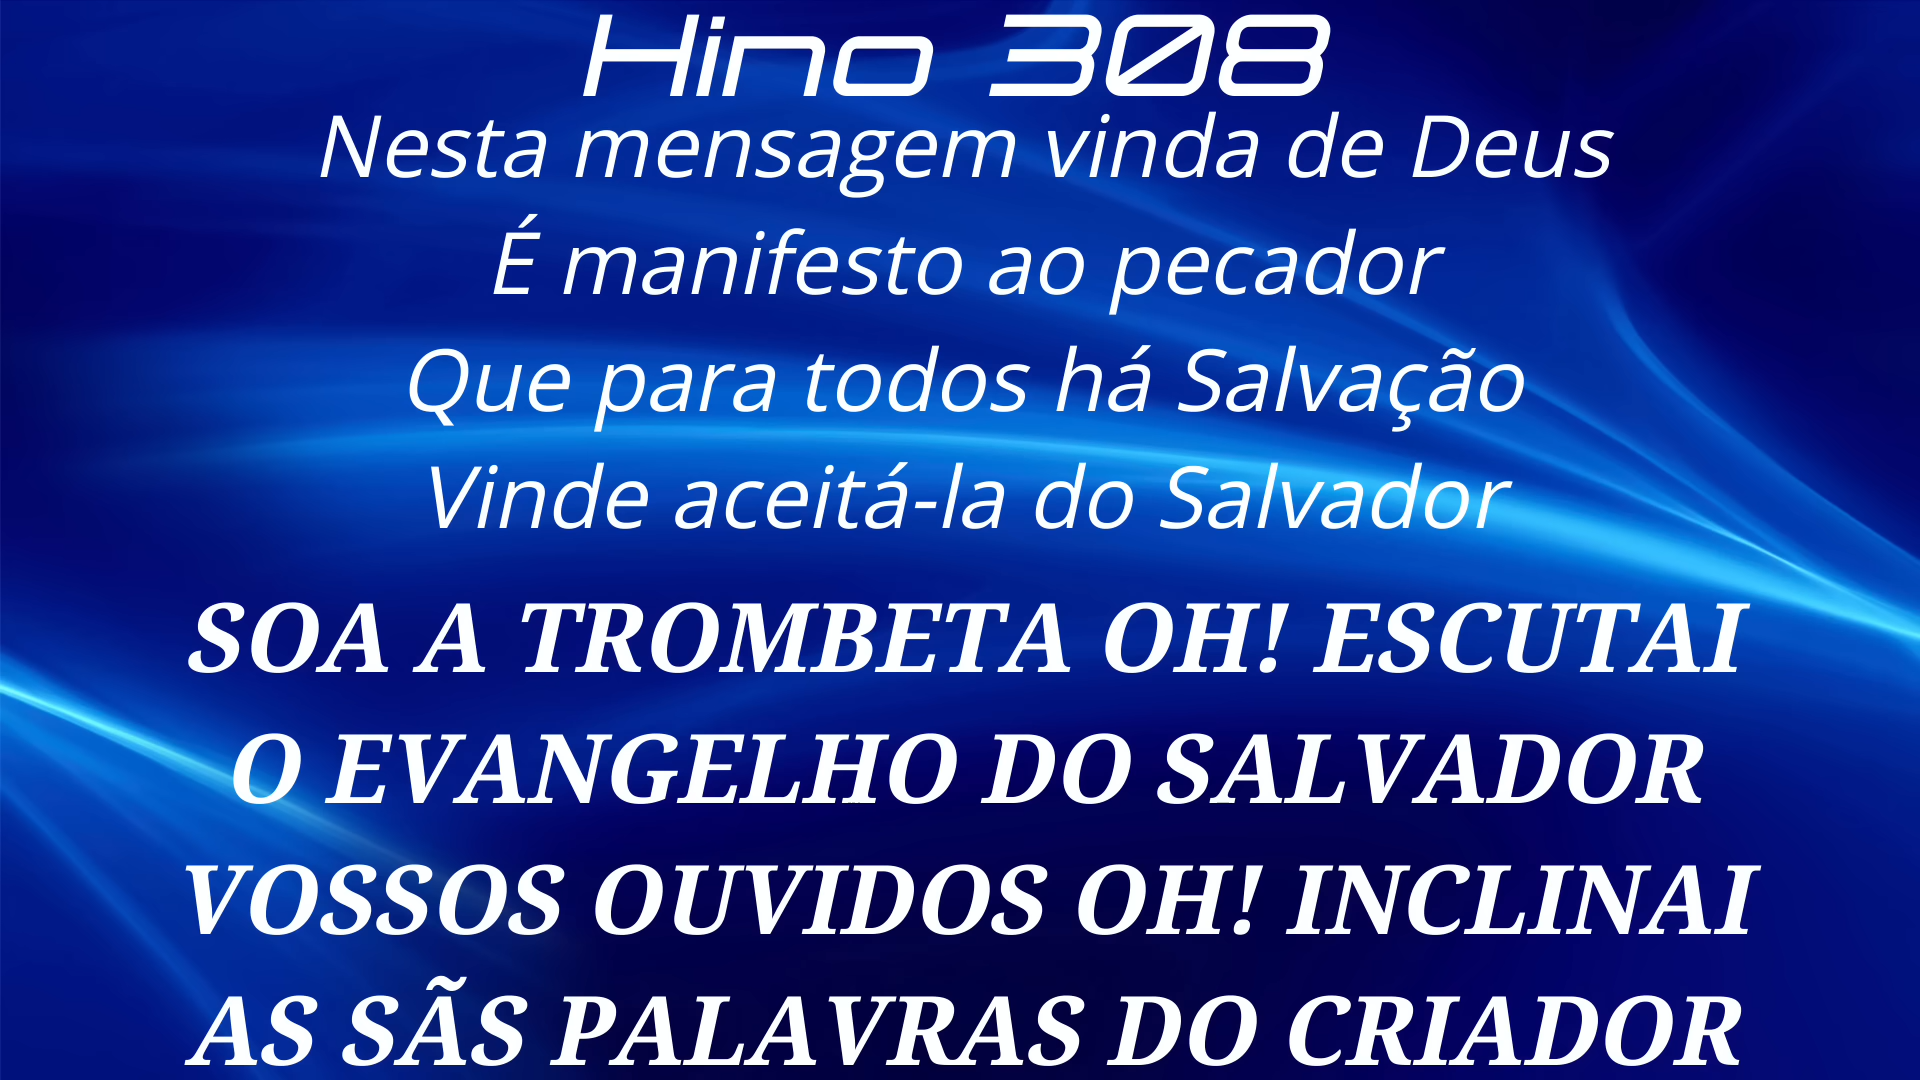 Hino 308
Nesta mensagem vinda de Deus
É manifesto ao pecador
Que para todos há Salvação
Vinde aceitá-la do Salvador
SOA A TROMBETA OH! ESCUTAI
O EVANGELHO DO SALVADOR
VOSSOS OUVIDOS OH! INCLINAI
AS SÃS PALAVRAS DO CRIADOR